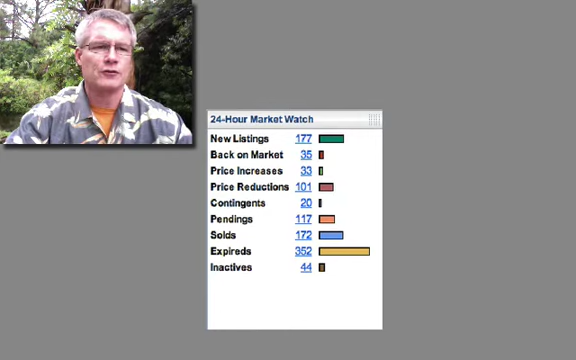 24-Hour Market Watch
New Listings 177
Back on Market 35
Price Increases 33
Price Reductions 101
Contingents 20
Pendings 117
Solds 172
Expireds 352
Inactives 44